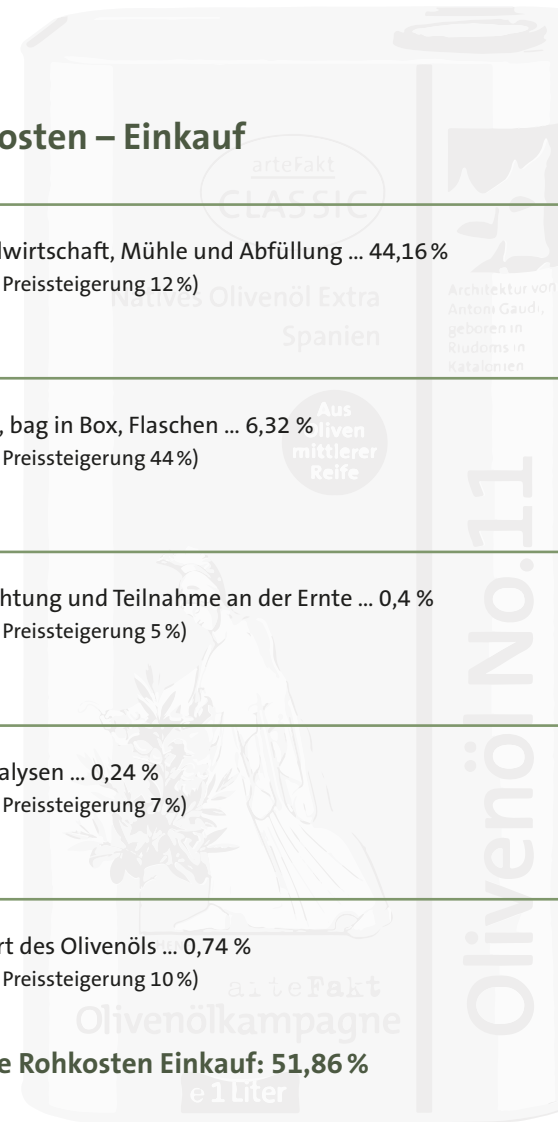 osten – Einkauf
arteFakt
CLASSIC
lwirtschaft, Mühle und Abfüllung ... 44,16 %
Preissteigerung 12 %)
Natives Olivenöl Extra
Spanien
Architektur von
Antoni Gaudi,
geboren in
Riudoms in
Katalonien
, bag in Box, Flaschen ... 6,32 %
Preissteigerung 44 %)
Aus
Oliven
mittlerer
Reife
htung und Teilnahme an der Ernte ... 0,4 %
Preissteigerung 5 %)
alysen ... 0,24 %
Preissteigerung 7 %)
rt des Olivenöls ... 0,74 %
Preissteigerung 10 %)
arteFakt
Olivenölkampagne
e Rohkosten Einkauf: 51,86 %
e 1 Liter
Olivenöl No.11